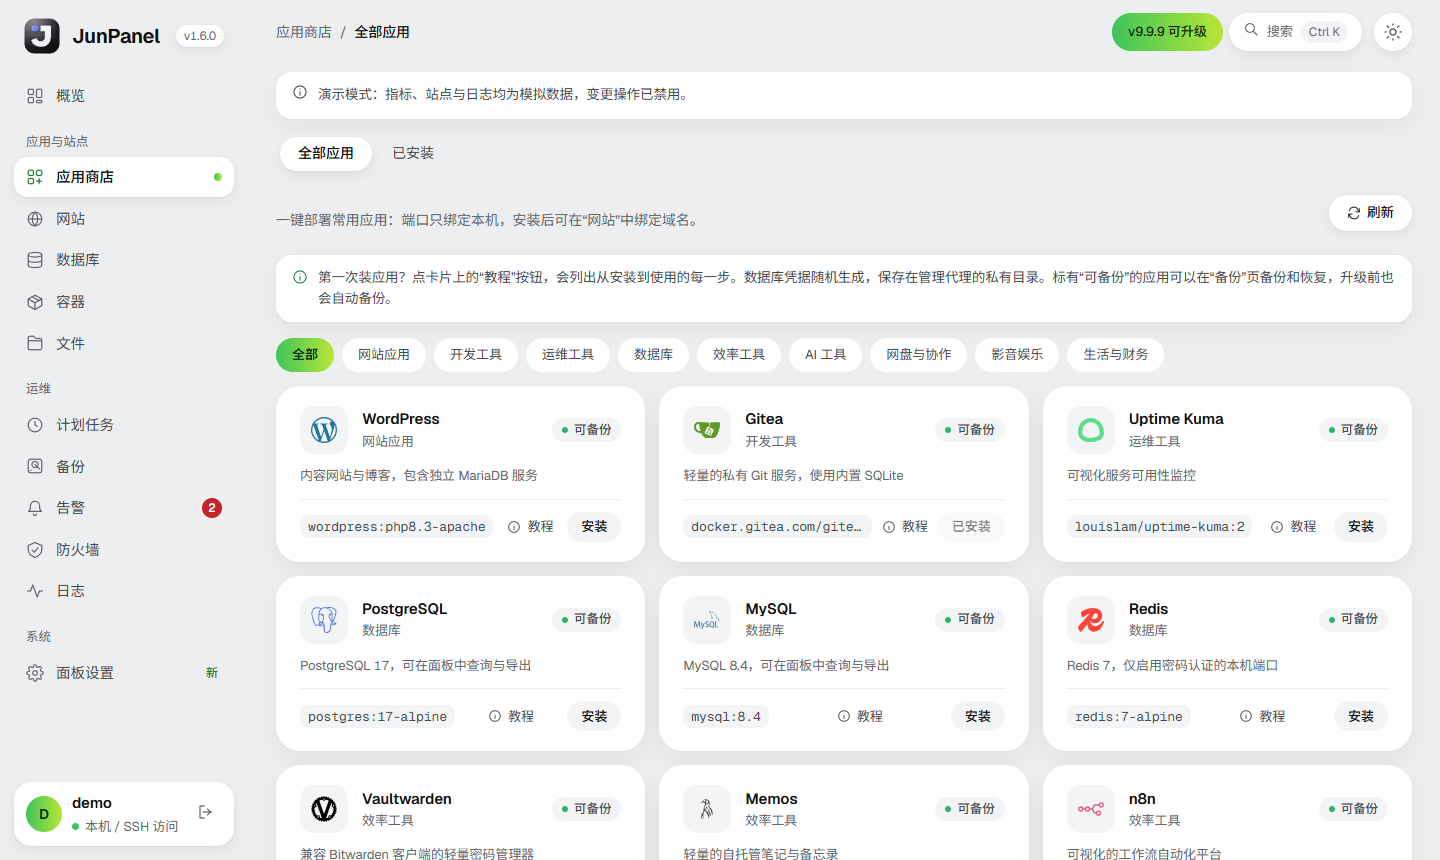 JunPanel v1.6.0
概览
应用与站点
应用商店
网站
数据库
容器
文件
运维
计划任务
备份
告警 2
防火墙
日志
系统
面板设置 新
D demo
本机 / SSH 访问
应用商店 / 全部应用
v9.9.9 可升级 搜索 Ctrl K
演示模式：指标、站点与日志均为模拟数据，变更操作已禁用。
全部应用 已安装
一键部署常用应用：端口只绑定本机，安装后可在“网站”中绑定域名。
刷新
第一次装应用？点卡片上的“教程”按钮，会列出从安装到使用的每一步。数据库凭据随机生成，保存在管理代理的私有目录。标有“可备份”的应用可以在“备份”页备份和恢复，升级前也
会自动备份。
全部 网站应用 开发工具 运维工具 数据库 效率工具 AI 工具 网盘与协作 影音娱乐 生活与财务
WordPress
网站应用
可备份
内容网站与博客，包含独立 MariaDB 服务
wordpress:php8.3-apache 教程 安装
Gitea
开发工具
可备份
轻量的私有 Git 服务，使用内置 SQLite
docker.gitea.com/gite… 教程 已安装
Uptime Kuma
运维工具
可备份
可视化服务可用性监控
louislam/uptime-kuma:2 教程 安装
PostgreSQL
数据库
可备份
PostgreSQL 17，可在面板中查询与导出
postgres:17-alpine 教程 安装
MySQL
MySQL
数据库
可备份
MySQL 8.4，可在面板中查询与导出
mysql:8.4 教程 安装
Redis
数据库
可备份
Redis 7，仅启用密码认证的本机端口
redis:7-alpine 教程 安装
Vaultwarden
效率工具
可备份
兼容 Bitwarden 客户端的轻量密码管理器
Memos
效率工具
可备份
轻量的自托管笔记与备忘录
n8n
效率工具
可备份
可视化的工作流自动化平台